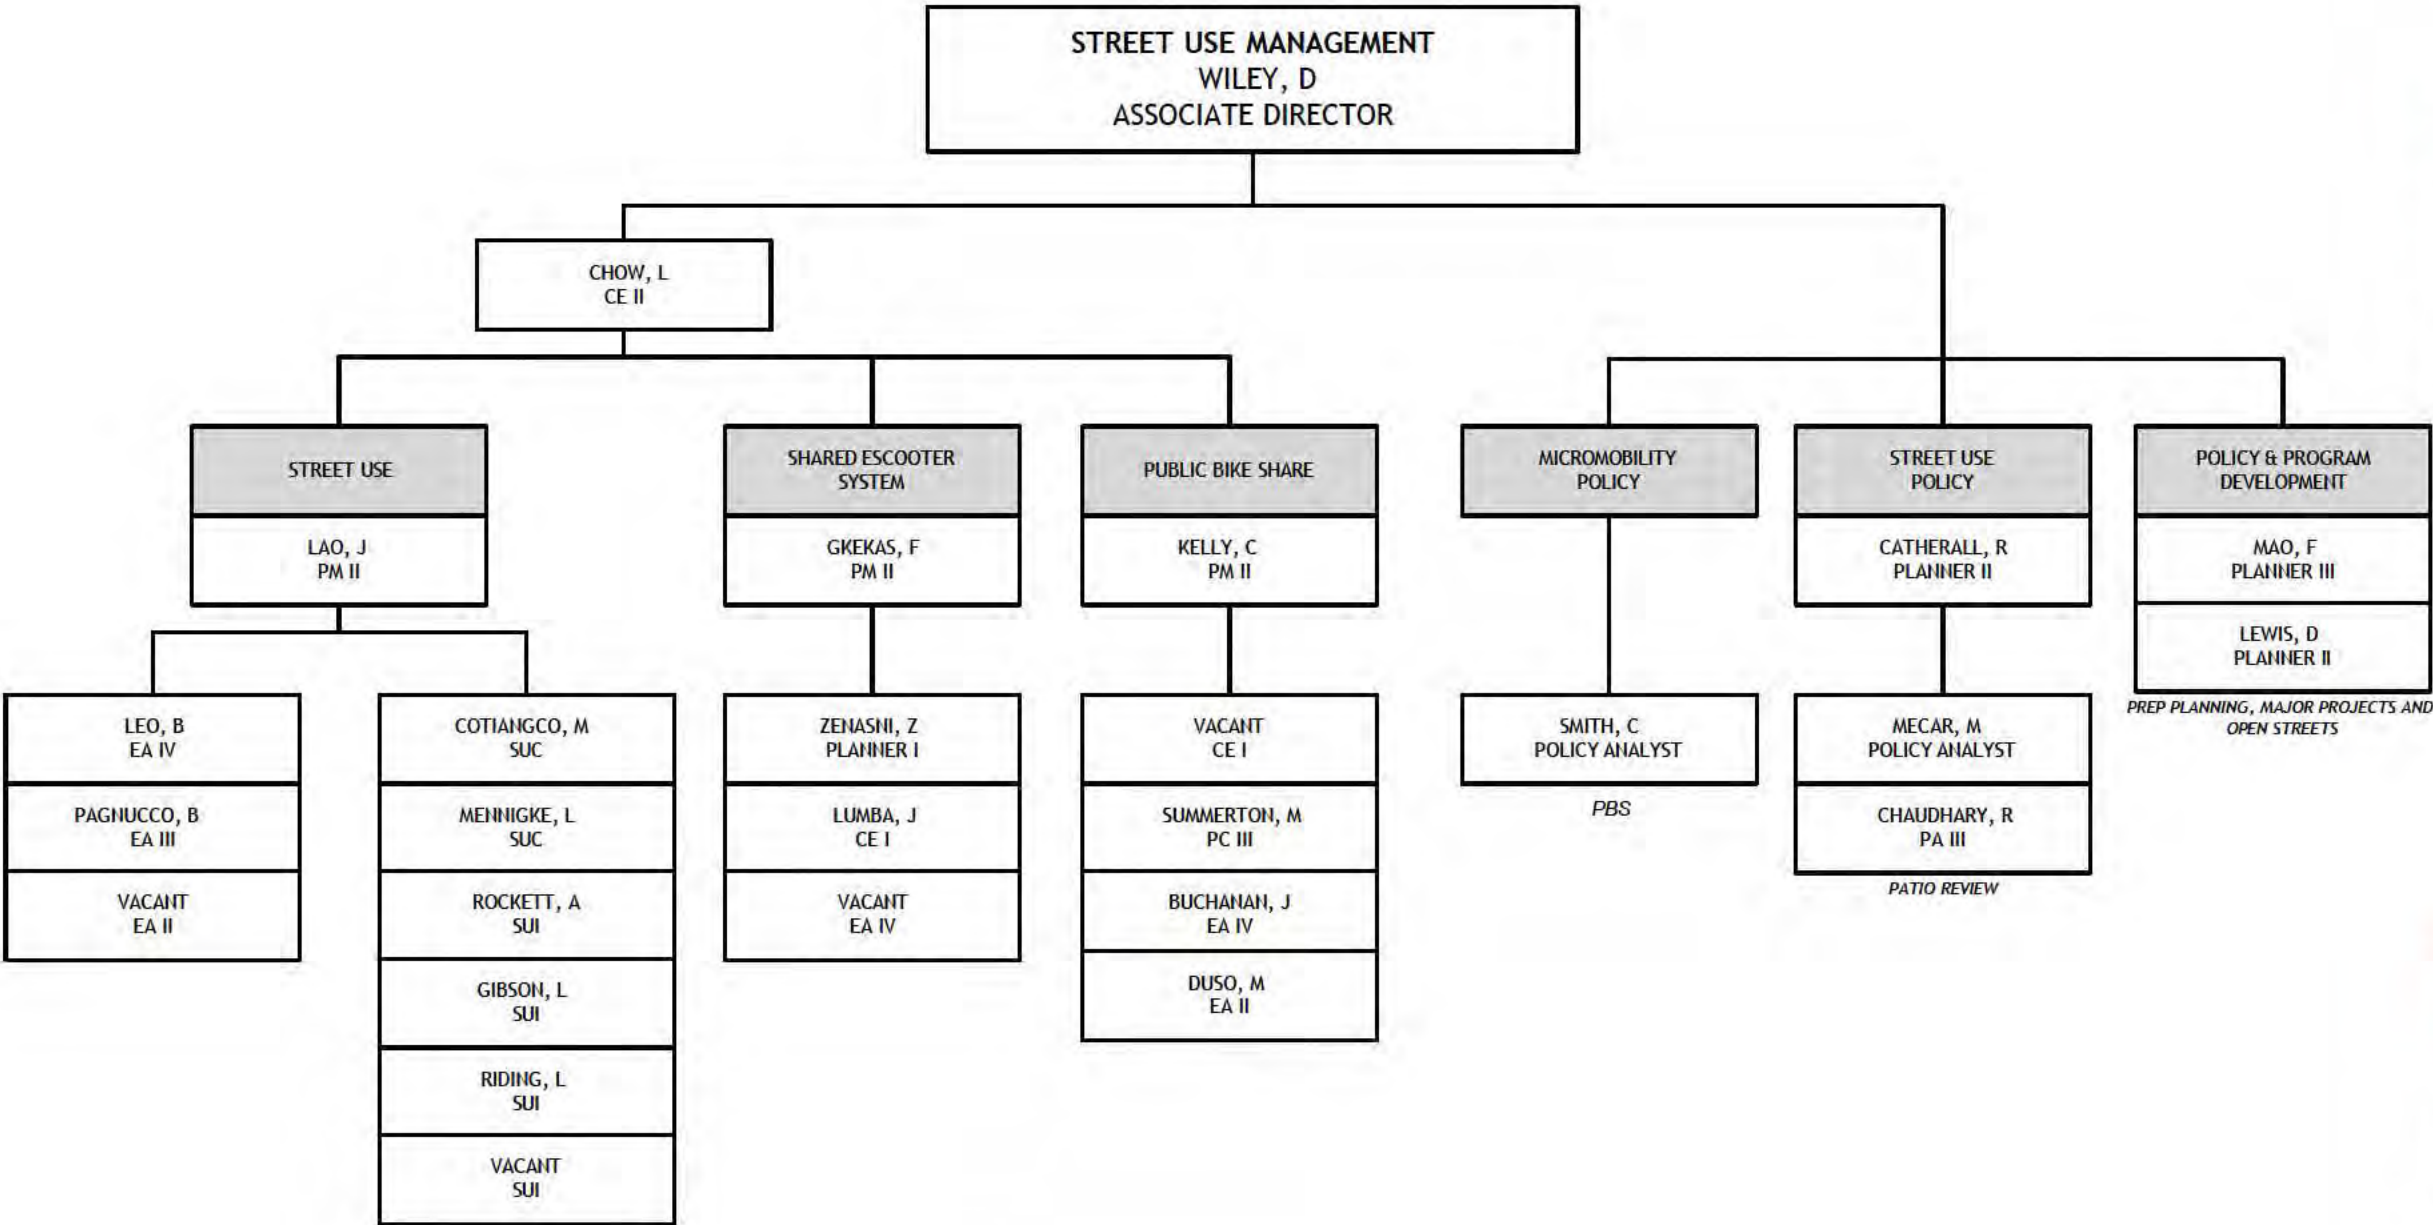 STREET USE MANAGEMENT
WILEY, D
ASSOCIATE DIRECTOR
CHOW, L
CE II
STREET USE
LAO, J
PM II
LEO, B
EA IV
PAGNUCCO, B
EA III
VACANT
EA II
COTIANGCO, M
SUC
MENNIGKE, L
SUC
ROCKETT, A
SUI
GIBSON, L
SUI
RIDING, L
SUI
VACANT
SUI
SHARED ESCOOTER
SYSTEM
GKEKAS, F
PM II
ZENASNI, Z
PLANNER I
LUMBA, J
CE I
VACANT
EA IV
PUBLIC BIKE SHARE
KELLY, C
PM II
VACANT
CE I
SUMMERTON, M
PC III
BUCHANAN, J
EA IV
DUSO, M
EA II
MICROMOBILITY
POLICY
SMITH, C
POLICY ANALYST
PBS
STREET USE
POLICY
CATHERALL, R
PLANNER II
MECAR, M
POLICY ANALYST
CHAUDHARY, R
PA III
PATIO REVIEW
POLICY & PROGRAM
DEVELOPMENT
MAO, F
PLANNER III
LEWIS, D
PLANNER II
PREP PLANNING, MAJOR PROJECTS AND
OPEN STREETS